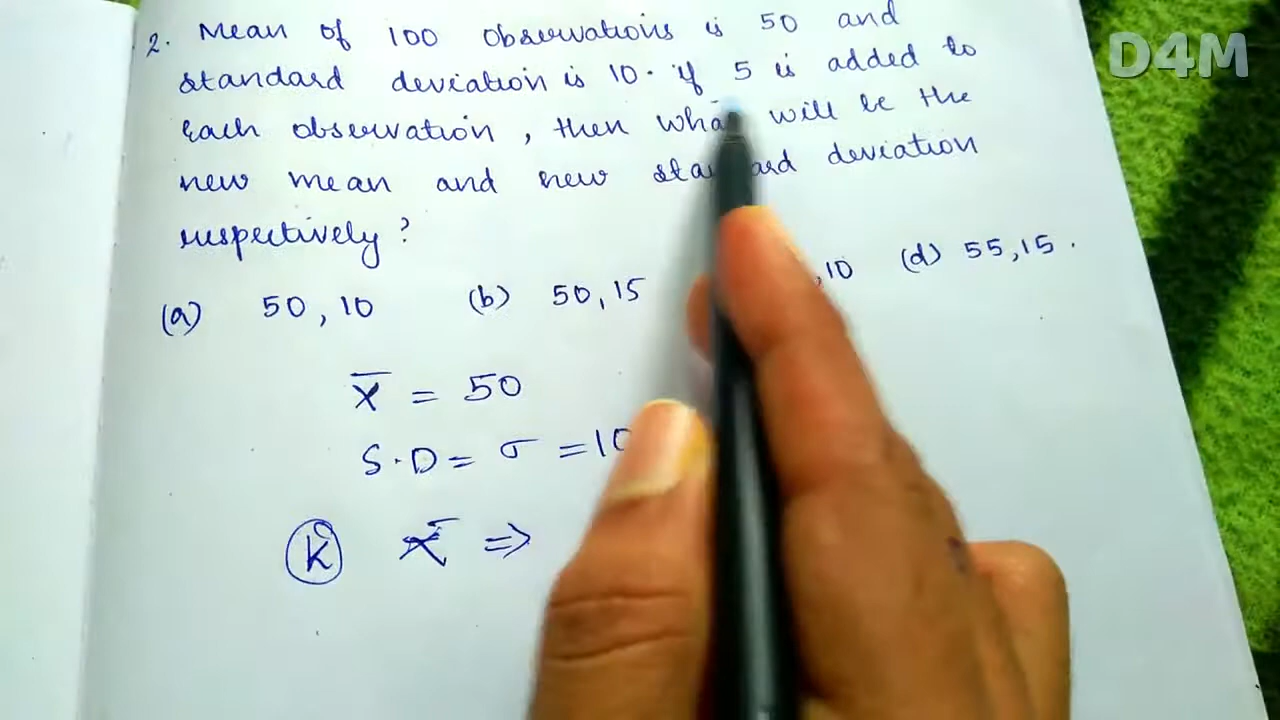 D4M
2. Mean of 100 observations is 50 and
standard deviation is 10. if 5 is added to
each observation, then what will be the
new mean and new deviation
respectively?
(a) 50, 10 (b) 50, 15 ,10 (d) 55, 15.
X̅ = 50
S.D = σ = 10
k ⇒